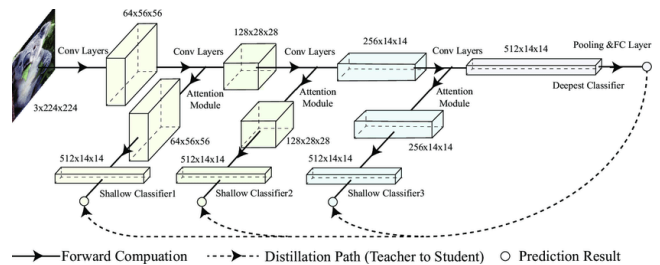 64x56x56
128x28x28
256x14x14
512x14x14
Pooling &FC Layer
Conv Layers
Conv Layers
Conv Layers
Conv Layers
3x224x224
Attention
Module
Attention
Module
Attention
Module
Deepest Classifier
64x56x56
128x28x28
256x14x14
512x14x14
512x14x14
512x14x14
Shallow Classifier1
Shallow Classifier2
Shallow Classifier3
Forward Compuation
Distillation Path (Teacher to Student)
Prediction Result